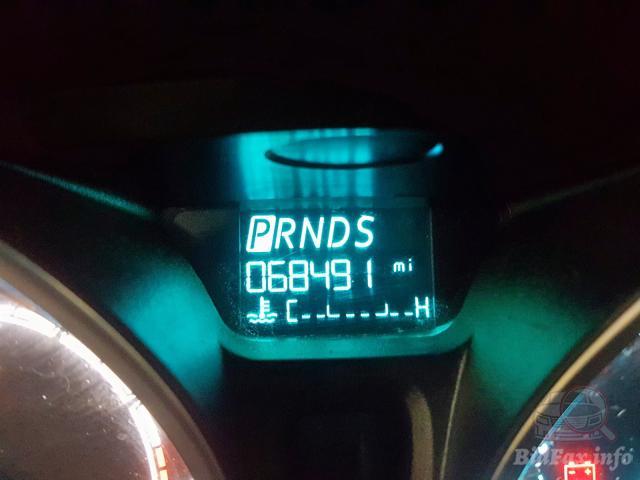 PRNDS
068491 mi
C H
BidFax.info